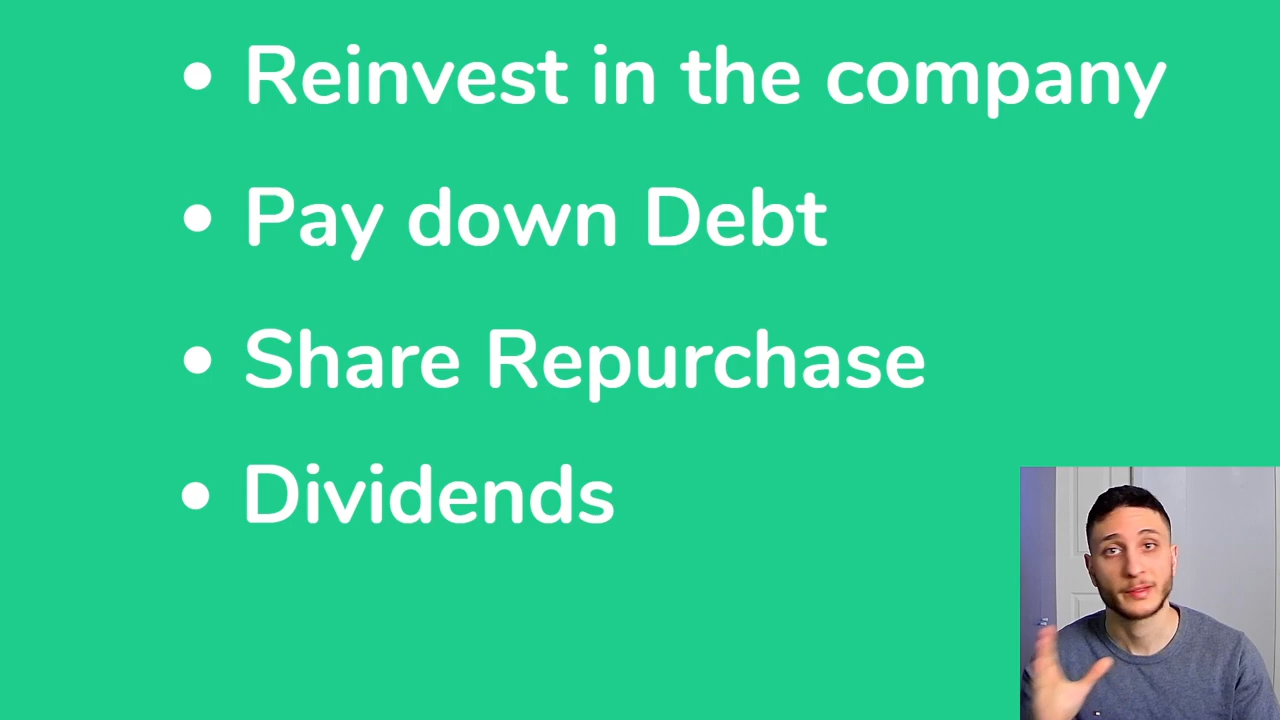 • Reinvest in the company
• Pay down Debt
• Share Repurchase
• Dividends